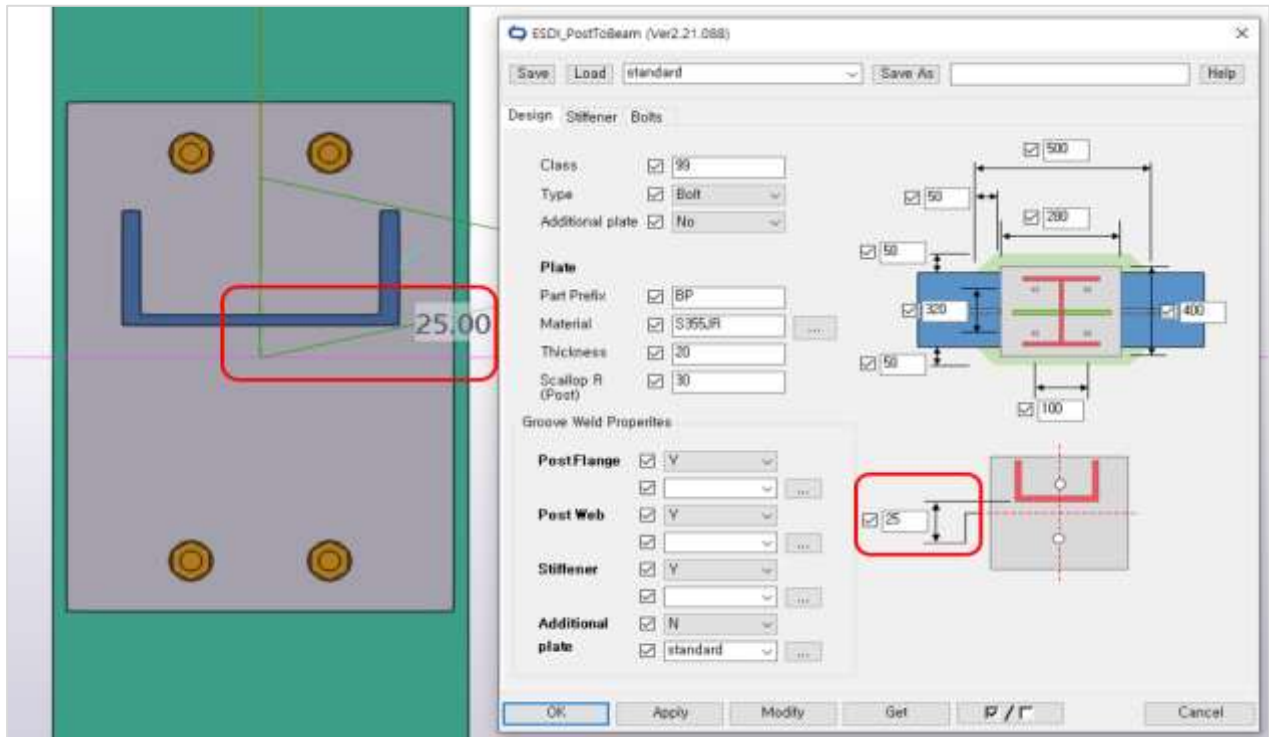 25.00
ESDI_PostToBeam (Ver2.21.088)
Save Load standard Save As Help
Design Stiffener Bolts
Class 99
Type Bolt
Additional plate No
Plate
Part Prefix BP
Material S355JR ...
Thickness 20
Scallop R 30
(Post)
Groove Weld Properites
Post Flange Y
...
Post Web Y
...
Stiffener Y
...
Additional N
plate standard ...
500
50
280
50
320
400
50
100
25
OK Apply Modify Get / Cancel